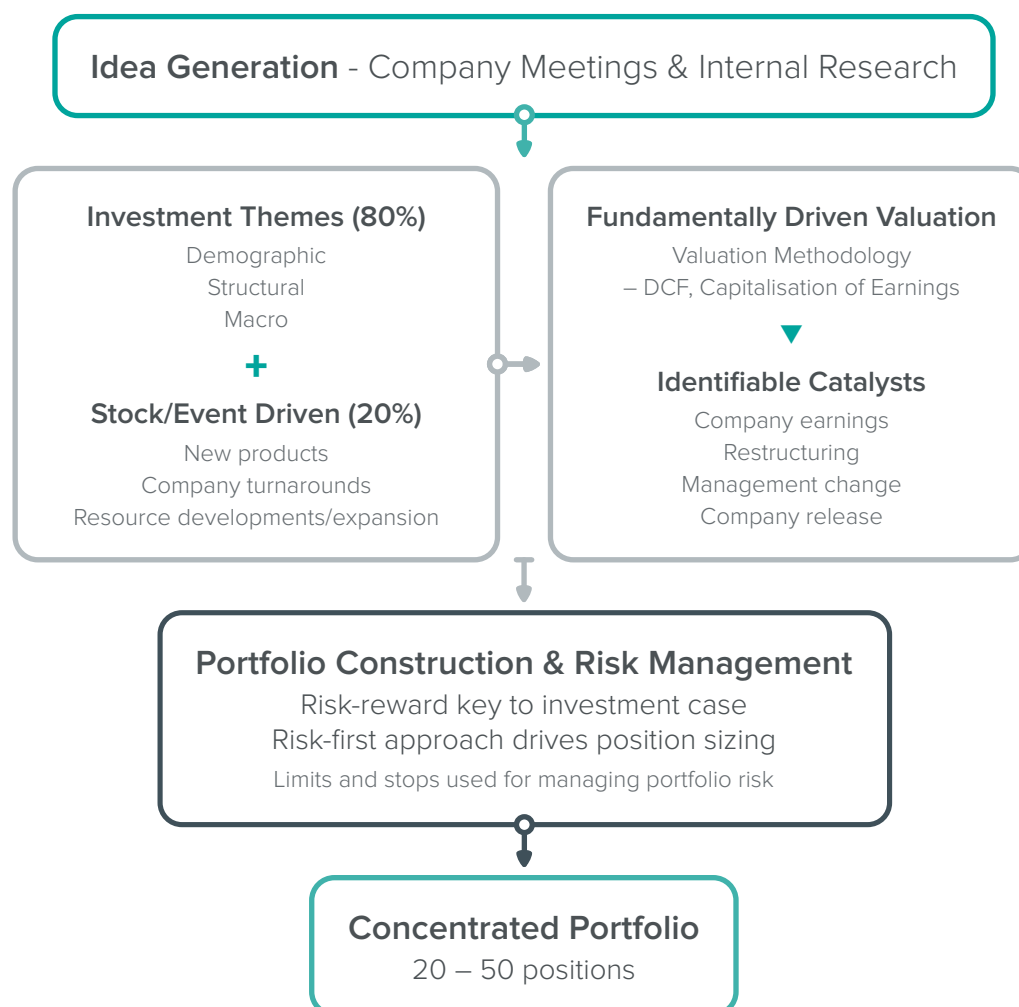 Idea Generation - Company Meetings & Internal Research
Investment Themes (80%)
Demographic
Structural
Macro
+
Stock/Event Driven (20%)
New products
Company turnarounds
Resource developments/expansion
Fundamentally Driven Valuation
Valuation Methodology
– DCF, Capitalisation of Earnings
Identifiable Catalysts
Company earnings
Restructuring
Management change
Company release
Portfolio Construction & Risk Management
Risk-reward key to investment case
Risk-first approach drives position sizing
Limits and stops used for managing portfolio risk
Concentrated Portfolio
20 – 50 positions